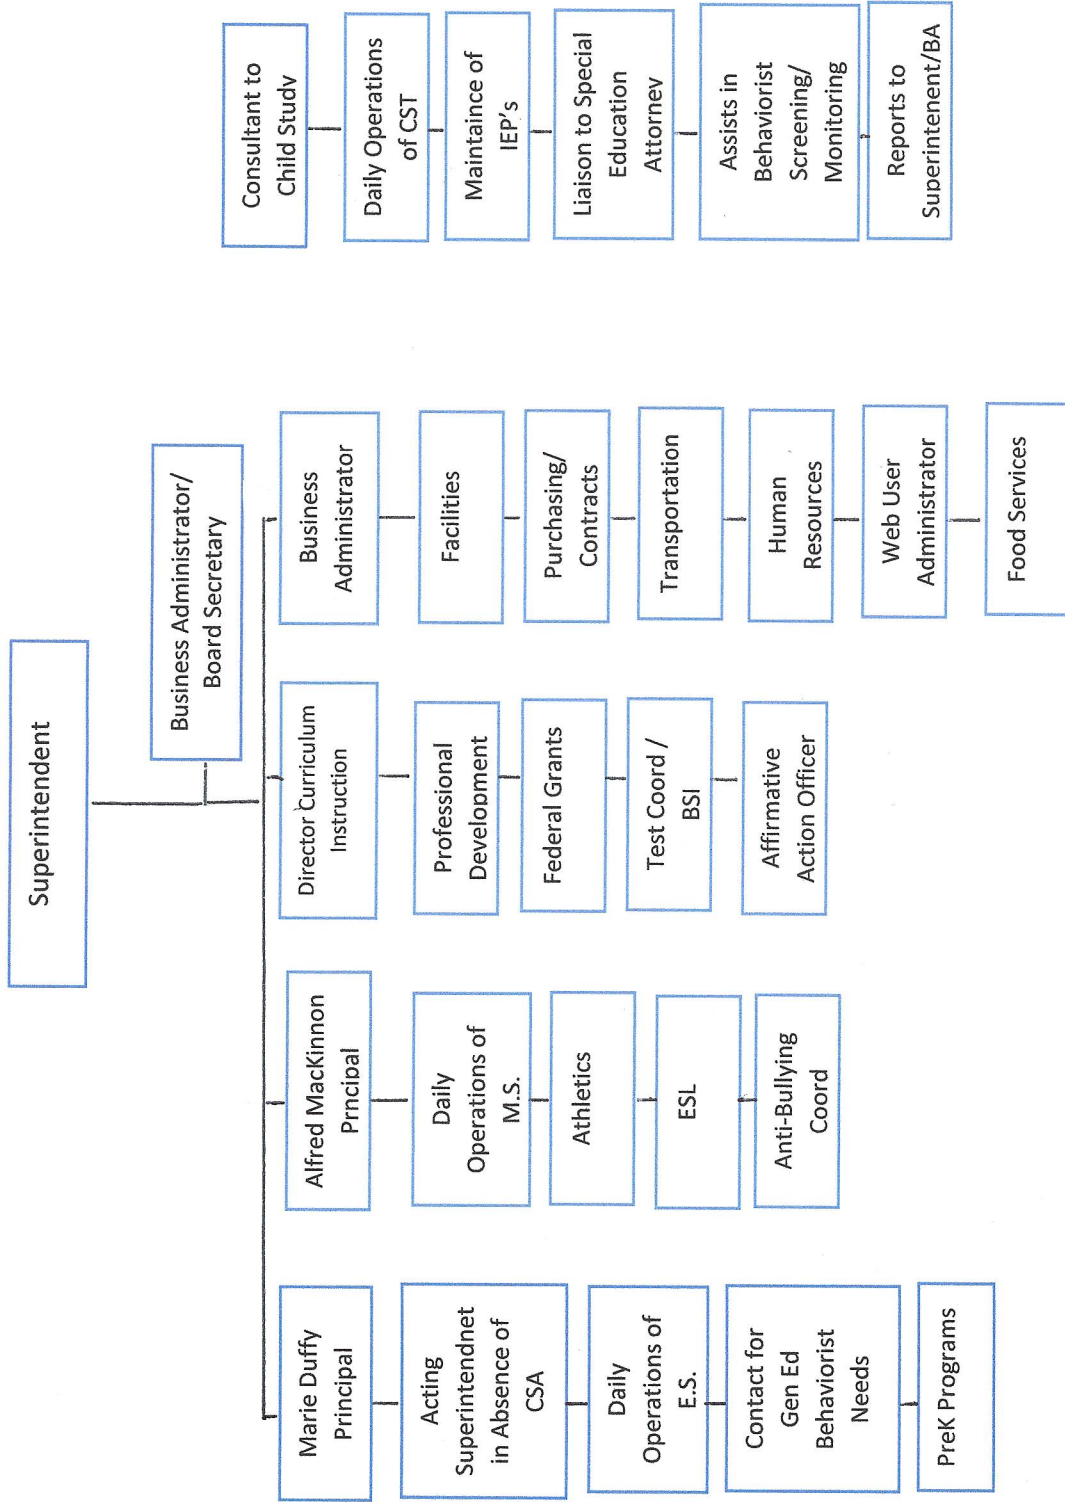 Superintendent
Business Administrator/
Board Secretary
Marie Duffy
Principal
Acting
Superintendnet
in Absence of
CSA
Daily
Operations of
E.S.
Contact for
Gen Ed
Behaviorist
Needs
PreK Programs
Alfred MacKinnon
Prncipal
Daily
Operations of
M.S.
Athletics
ESL
Anti-Bullying
Coord
Director Curriculum
Instruction
Professional
Development
Federal Grants
Test Coord /
BSI
Affirmative
Action Officer
Business
Administrator
Facilities
Purchasing/
Contracts
Transportation
Human
Resources
Web User
Administrator
Food Services
Consultant to
Child Study
Daily Operations
of CST
Maintaince of
IEP's
Liaison to Special
Education
Attorney
Assists in
Behaviorist
Screening/
Monitoring
Reports to
Superintenent/BA